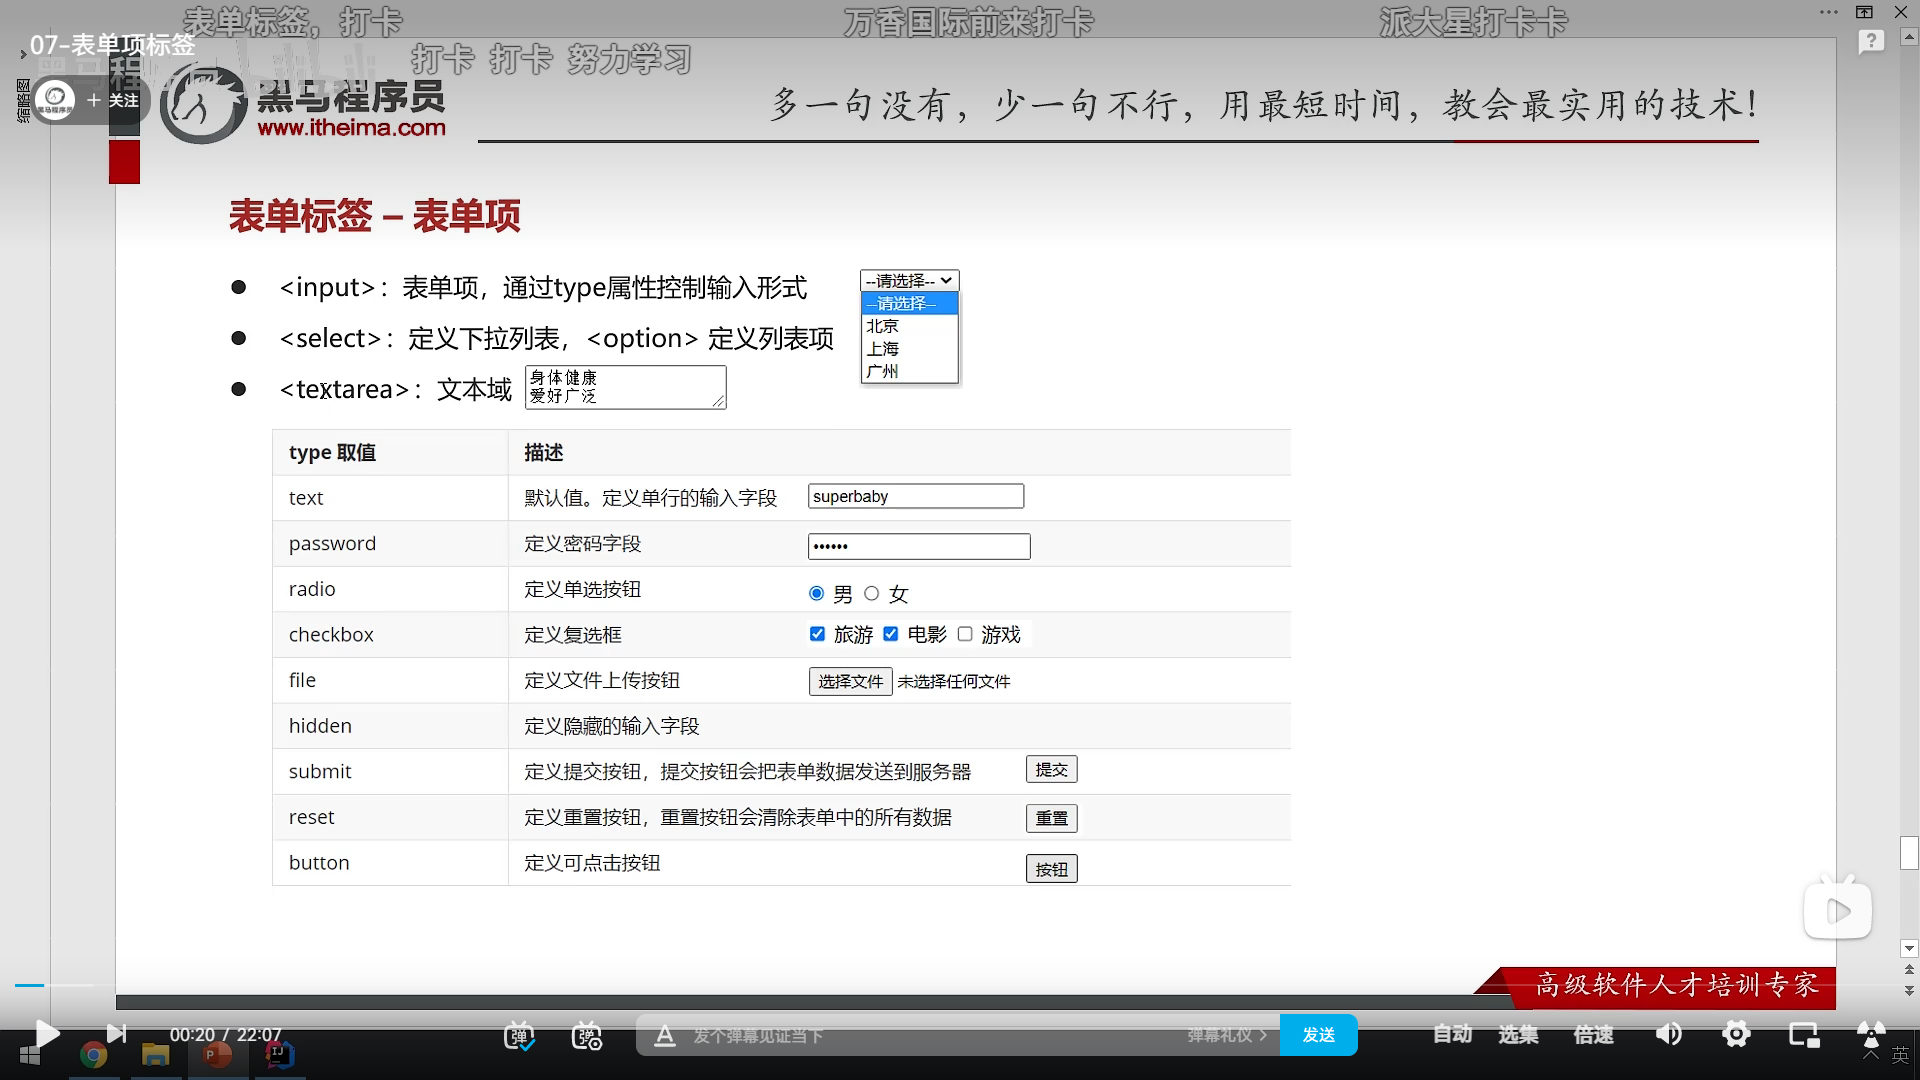 表单标签，打卡
万香国际前来打卡
派大星打卡卡
07-表单项标签
打卡 打卡 努力学习
缩略图
+ 关注
黑马程序员
www.itheima.com
多一句没有，少一句不行，用最短时间，教会最实用的技术！
表单标签 – 表单项
<input>：表单项，通过type属性控制输入形式
--请选择--
--请选择--
北京
上海
广州
<select>：定义下拉列表，<option> 定义列表项
<textarea>：文本域
身体健康
爱好广泛
type 取值 描述
text 默认值。定义单行的输入字段 superbaby
password 定义密码字段 ••••••
radio 定义单选按钮 男 女
checkbox 定义复选框 旅游 电影 游戏
file 定义文件上传按钮 选择文件 未选择任何文件
hidden 定义隐藏的输入字段
submit 定义提交按钮，提交按钮会把表单数据发送到服务器 提交
reset 定义重置按钮，重置按钮会清除表单中的所有数据 重置
button 定义可点击按钮 按钮
高级软件人才培训专家
00:20 / 22:07
弹
弹
A 发个弹幕见证当下
弹幕礼仪 >
发送
自动 选集 倍速
英